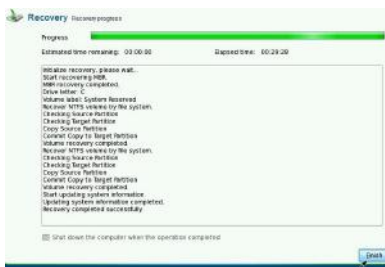 Recovery Recovery progress
Progress
Estimated time remaining: 00:00:00 Elapsed time: 00:29:28
Initialize recovery, please wait...
Start recovering MBR.
MBR recovery completed.
Drive letter: C
Volume label: System Reserved
Recover NTFS volume by file system.
Checking Source Partition
Checking Target Partition
Copy Source Partition
Commit Copy to Target Partition
Volume recovery completed.
Recover NTFS volume by file system.
Checking Source Partition
Checking Target Partition
Copy Source Partition
Commit Copy to Target Partition
Volume recovery completed.
Start updating system information.
Updating system information completed.
Recovery completed successfully.
Shut down the computer when the operation completed
Finish